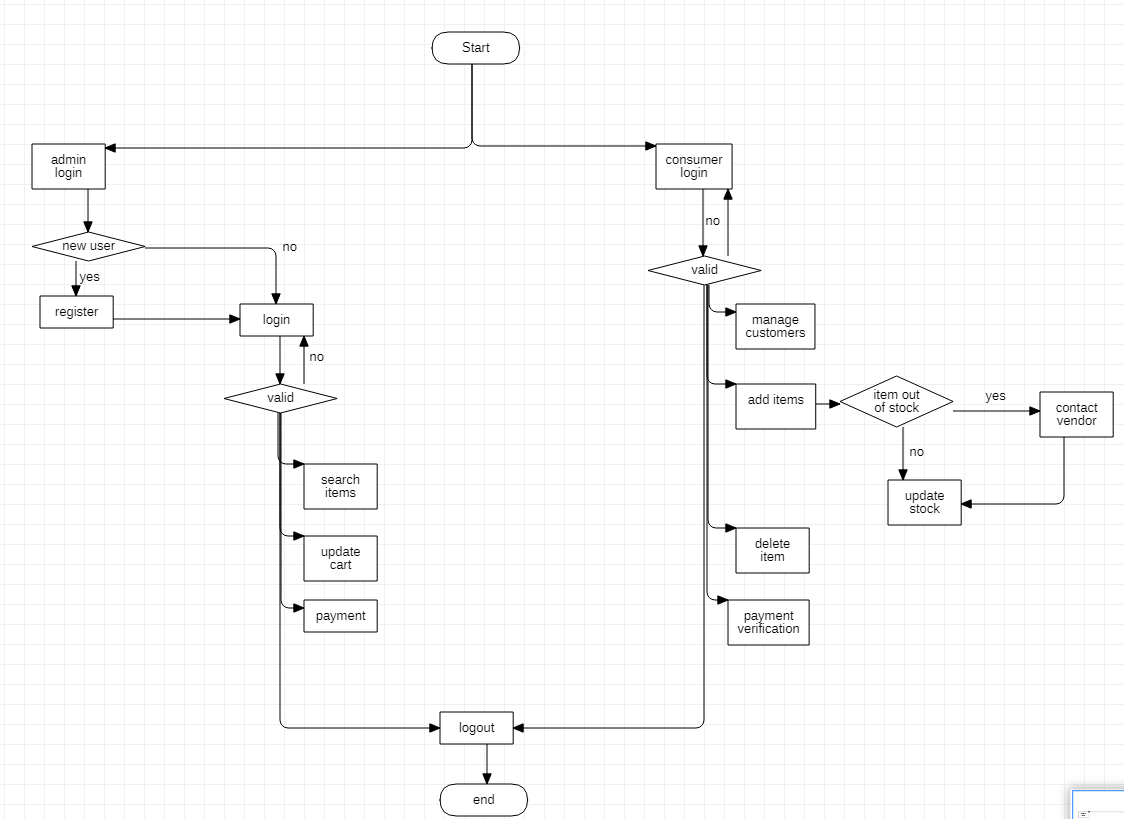 Start
admin
login
consumer
login
new user
no
yes
register
login
no
valid
search
items
update
cart
payment
no
valid
manage
customers
add items
item out
of stock
yes
contact
vendor
no
update
stock
delete
item
payment
verification
logout
end